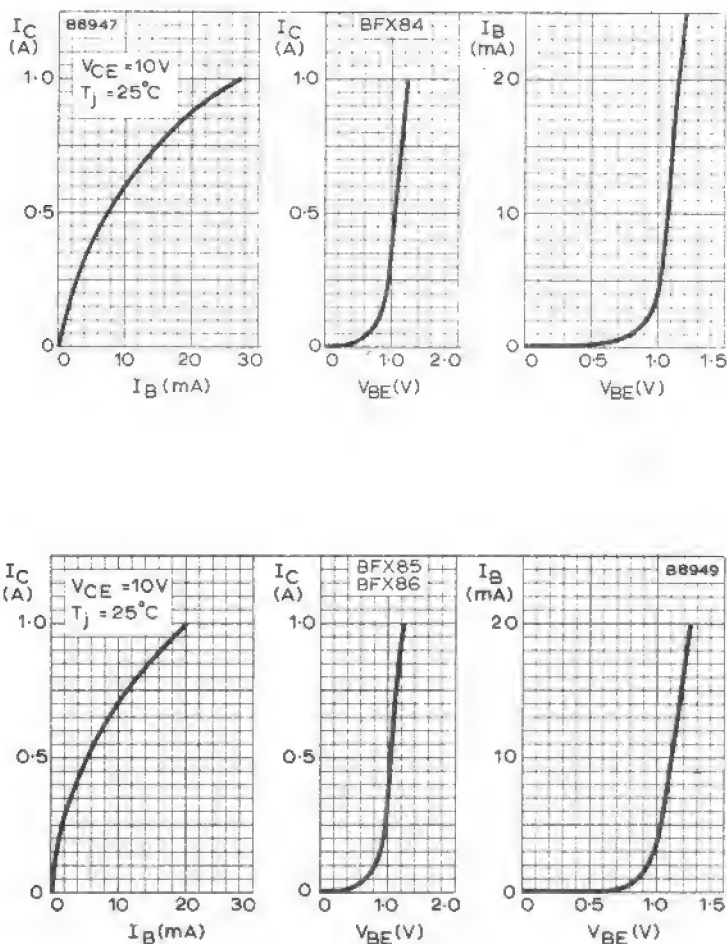 I_C (A)
B8947
V_CE =10V
T_j =25°C
1·0
0·5
0
0 10 20 30
I_B (mA)
I_C (A)
BFX84
1·0
0·5
0
0 1·0 2·0
V_BE (V)
I_B (mA)
20
10
0
0 0·5 1·0 1·5
V_BE (V)
I_C (A)
V_CE =10V
T_j =25°C
1·0
0·5
0
0 10 20 30
I_B (mA)
I_C (A)
BFX85
BFX86
1·0
0·5
0
0 1·0 2·0
V_BE (V)
I_B (mA)
B8949
20
10
0
0 0·5 1·0 1·5
V_BE (V)